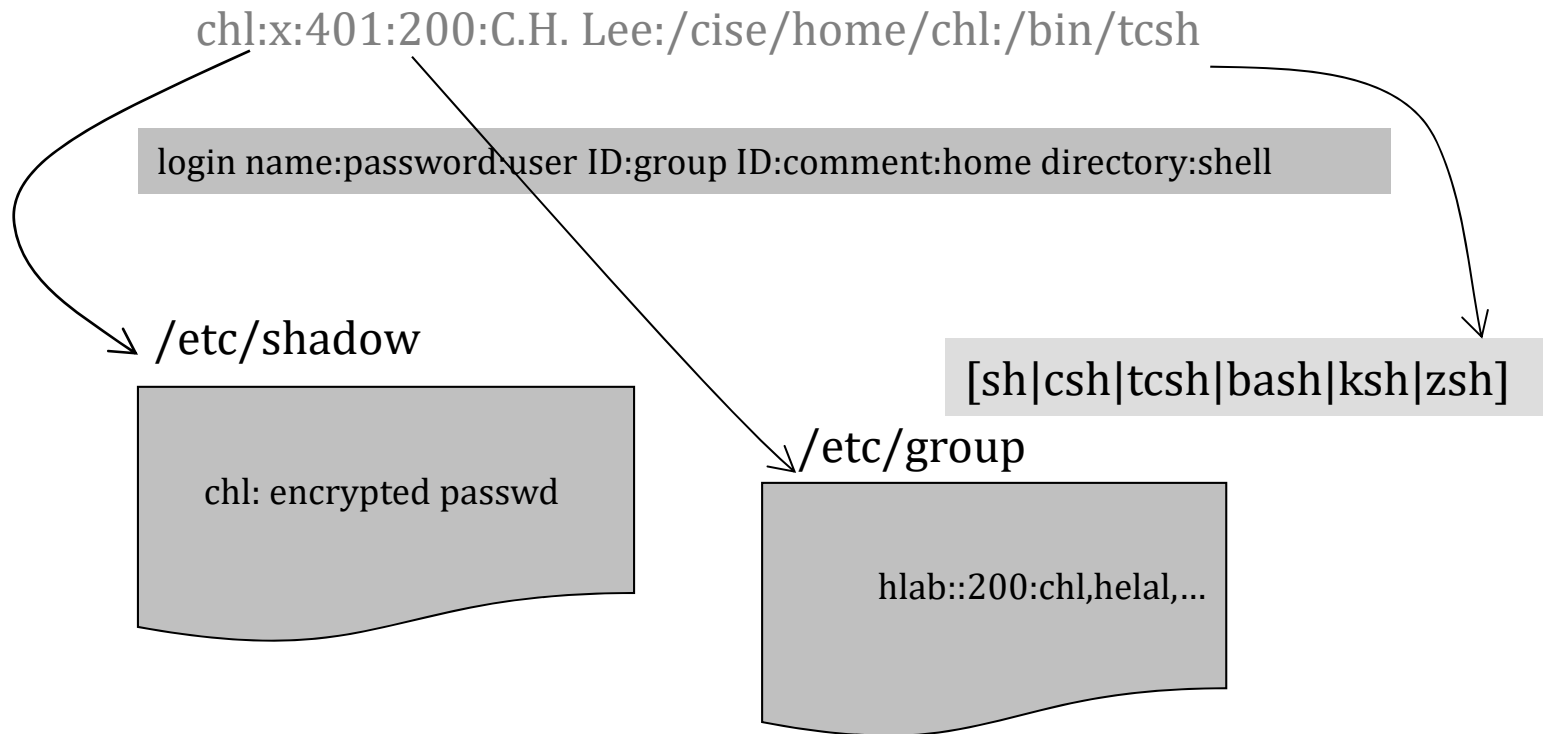 chl:x:401:200:C.H. Lee:/cise/home/chl:/bin/tcsh
login name:password:user ID:group ID:comment:home directory:shell
/etc/shadow
[sh|csh|tcsh|bash|ksh|zsh]
/etc/group
chl: encrypted passwd
hlab::200:chl,helal,…